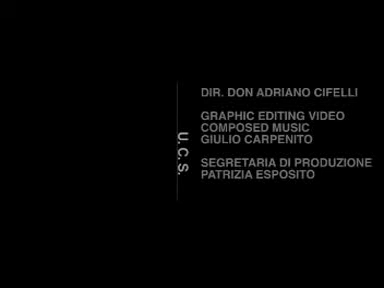 U.C.S.
DIR. DON ADRIANO CIFELLI
GRAPHIC EDITING VIDEO
COMPOSED MUSIC
GIULIO CARPENITO
SEGRETARIA DI PRODUZIONE
PATRIZIA ESPOSITO